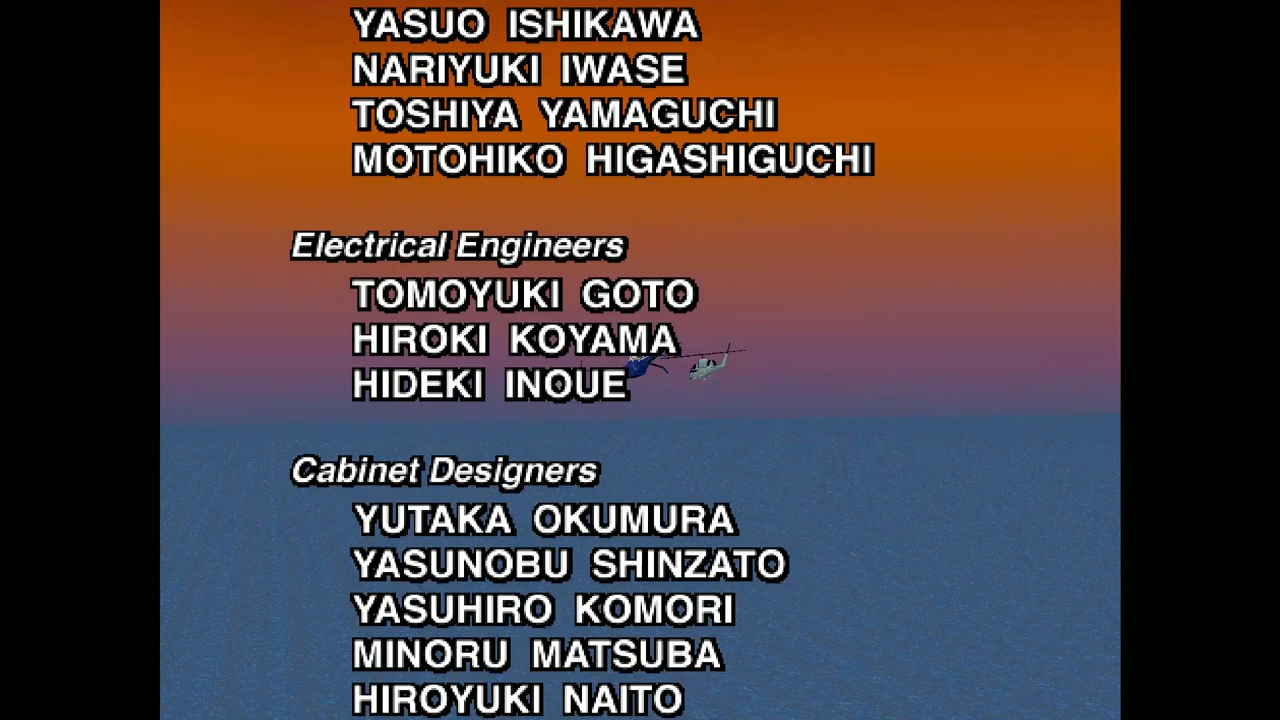 YASUO ISHIKAWA
NARIYUKI IWASE
TOSHIYA YAMAGUCHI
MOTOHIKO HIGASHIGUCHI
Electrical Engineers
TOMOYUKI GOTO
HIROKI KOYAMA
HIDEKI INOUE
Cabinet Designers
YUTAKA OKUMURA
YASUNOBU SHINZATO
YASUHIRO KOMORI
MINORU MATSUBA
HIROYUKI NAITO